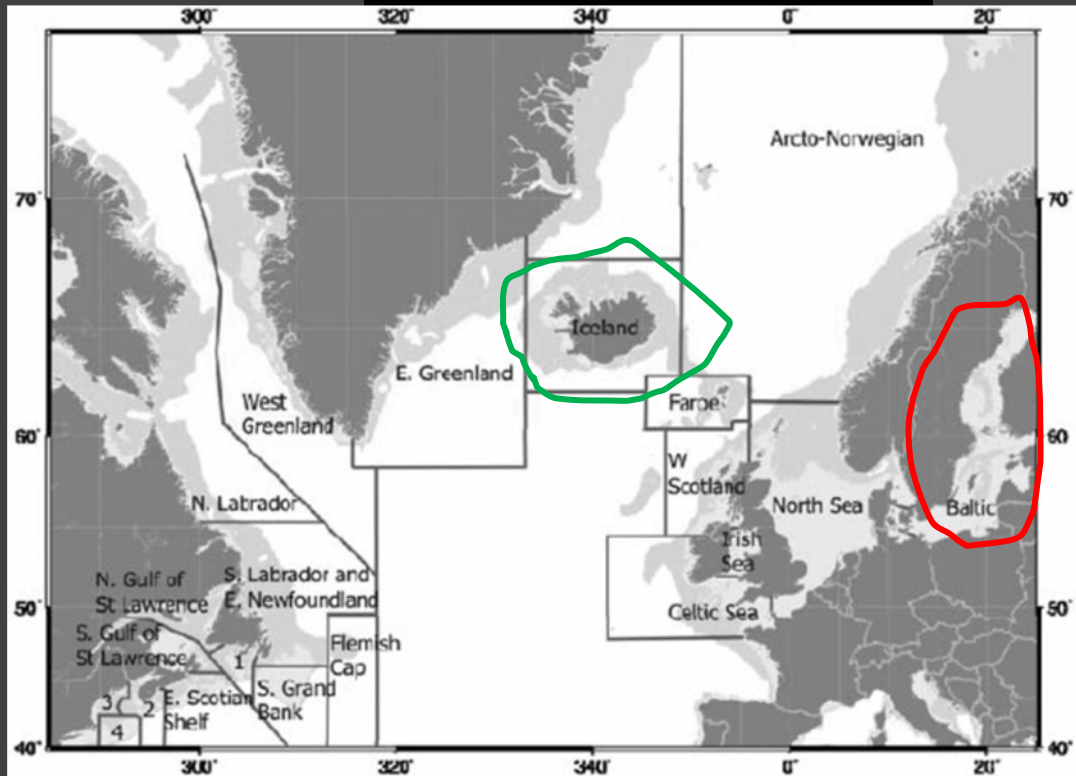 300˚
320˚
340˚
0˚
20˚
Arcto-Norwegian
70˚
70˚
Iceland
E. Greenland
Faroe
West
Greenland
60˚
60
W
Scotland
N. Labrador
North Sea
Baltic
Irish
Sea
N. Gulf of
St Lawrence
S. Labrador and
E. Newfoundland
50˚
50˚
Celtic Sea
S. Gulf of
St Lawrence
Flemish
Cap
1
3
2
E. Scotian
Shelf
S. Grand
Bank
4
40˚
40˚
300˚
320˚
340˚
0˚
20˚